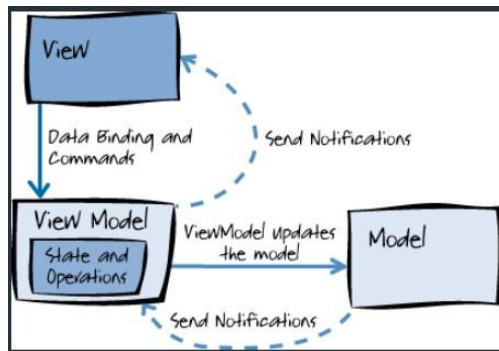 View
Data Binding and
Commands
Send Notifications
View Model
State and
Operations
ViewModel updates
the model
Model
Send Notifications